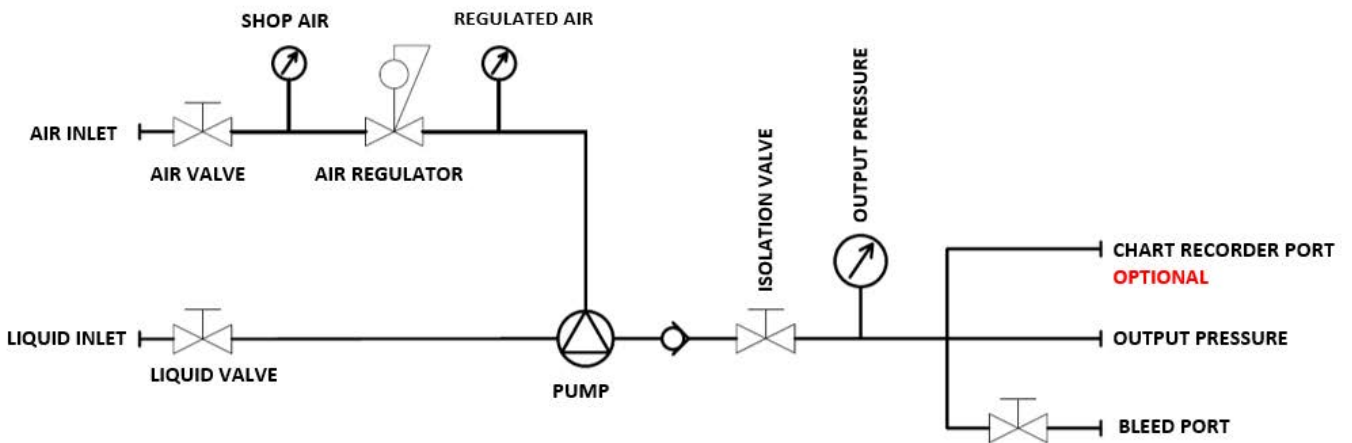 SHOP AIR
REGULATED AIR
AIR INLET
AIR VALVE
AIR REGULATOR
ISOLATION VALVE
OUTPUT PRESSURE
CHART RECORDER PORT
OPTIONAL
LIQUID INLET
OUTPUT PRESSURE
LIQUID VALVE
PUMP
BLEED PORT